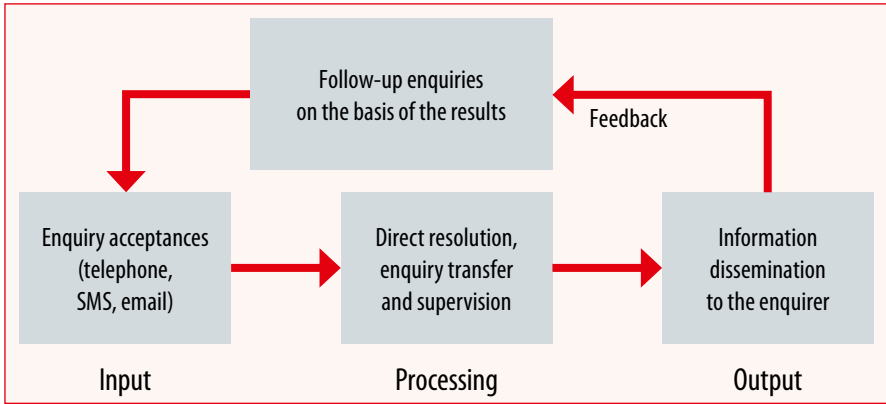 Follow-up enquiries
on the basis of the results
Feedback
Enquiry acceptances
(telephone,
SMS, email)
Direct resolution,
enquiry transfer
and supervision
Information
dissemination
to the enquirer
Input
Processing
Output